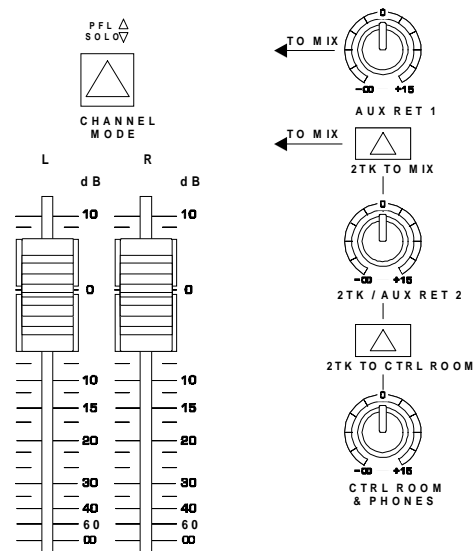 PFL △
SOLO▽
CHANNEL
MODE
L R
dB dB
10 10
0 0
10 10
15 15
20 20
30 30
40 40
60 60
∞ ∞
0
TO MIX
-∞ +15
AUX RET 1
TO MIX
2TK TO MIX
0
-∞ +15
2TK / AUX RET 2
2TK TO CTRL ROOM
0
-∞ +15
CTRL ROOM
& PHONES